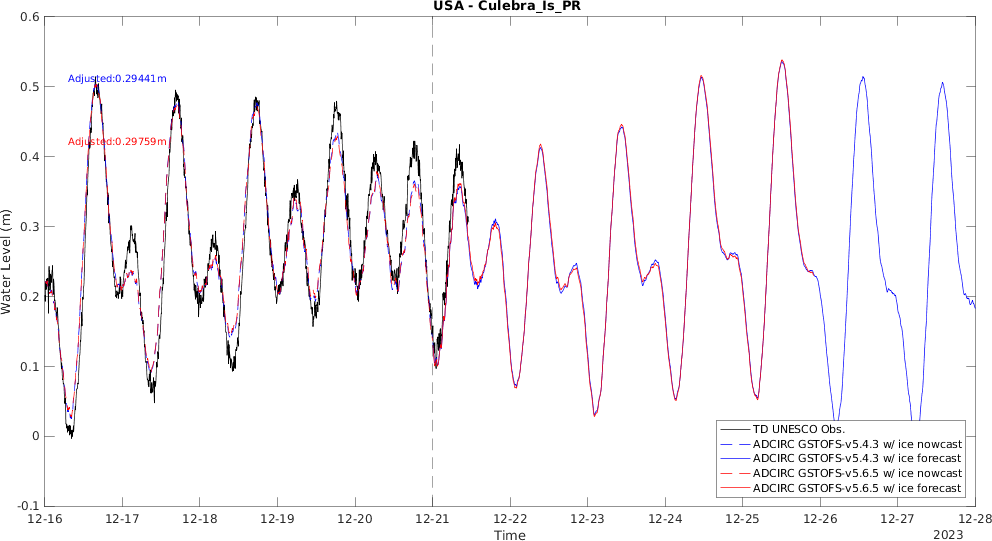 USA - Culebra_Is_PR
0.6
0.5
0.4
0.3
0.2
0.1
0
-0.1
Water Level (m)
Adjusted:0.29441m
Adjusted:0.29759m
TD UNESCO Obs.
ADCIRC GSTOFS-v5.4.3 w/ ice nowcast
ADCIRC GSTOFS-v5.4.3 w/ ice forecast
ADCIRC GSTOFS-v5.6.5 w/ ice nowcast
ADCIRC GSTOFS-v5.6.5 w/ ice forecast
12-16 12-17 12-18 12-19 12-20 12-21 12-22 12-23 12-24 12-25 12-26 12-27 12-28
Time
2023